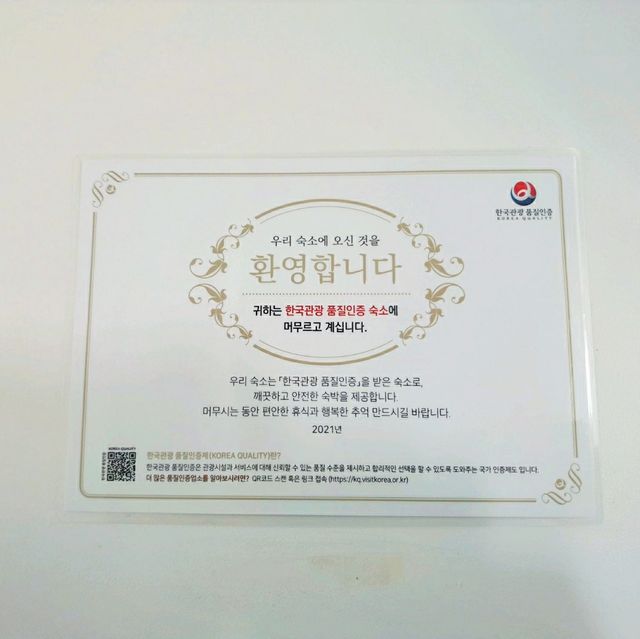 한국관광 품질인증
KOREA QUALITY
우리 숙소에 오신 것을
환영합니다
귀하는 한국관광 품질인증 숙소에
머무르고 계십니다.
우리 숙소는 「한국관광 품질인증」을 받은 숙소로,
깨끗하고 안전한 숙박을 제공합니다.
머무시는 동안 편안한 휴식과 행복한 추억 만드시길 바랍니다.
2021년
KOREA QUALITY
한국관광 품질인증제(KOREA QUALITY)란?
한국관광 품질인증은 관광시설과 서비스에 대해 신뢰할 수 있는 품질 수준을 제시하고 합리적인 선택을 할 수 있도록 도와주는 국가 인증제도 입니다.
더 많은 품질인증업소를 알아보시려면? QR코드 스캔 혹은 링크 접속 (https://kq.visitkorea.or.kr)